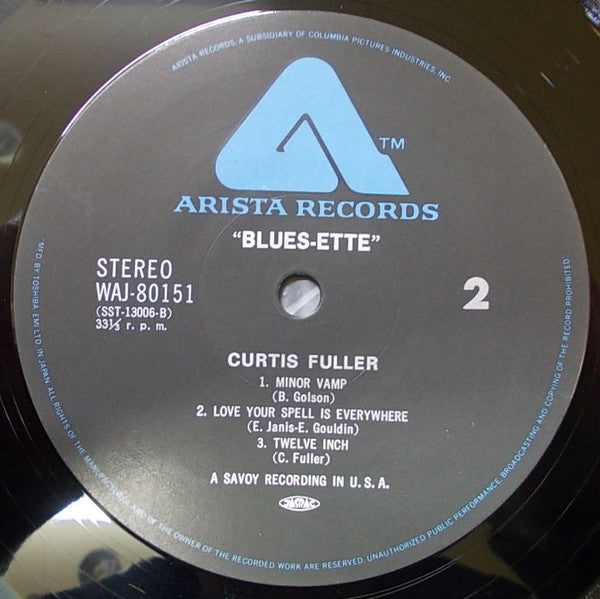 ARISTA RECORDS, A SUBSIDIARY OF COLUMBIA PICTURES INDUSTRIES, INC
TM
ARISTA RECORDS
"BLUES-ETTE"
STEREO
WAJ-80151
(SST-13006-B)
33⅓ r. p. m.
2
CURTIS FULLER
1. MINOR VAMP
(B. Golson)
2. LOVE YOUR SPELL IS EVERYWHERE
(E. Janis-E. Gouldin)
3. TWELVE INCH
(C. Fuller)
A SAVOY RECORDING IN U. S. A.
JASRAC
"MFD BY TOSHIBA EMI LTD IN JAPAN. ALL RIGHTS OF THE MANUFACTURER AND OF THE OWNER OF THE RECORDED WORK ARE RESERVED. UNAUTHORIZED PUBLIC PERFORMANCE, BROADCASTING AND COPYING OF THE RECORD PROHIBITED"